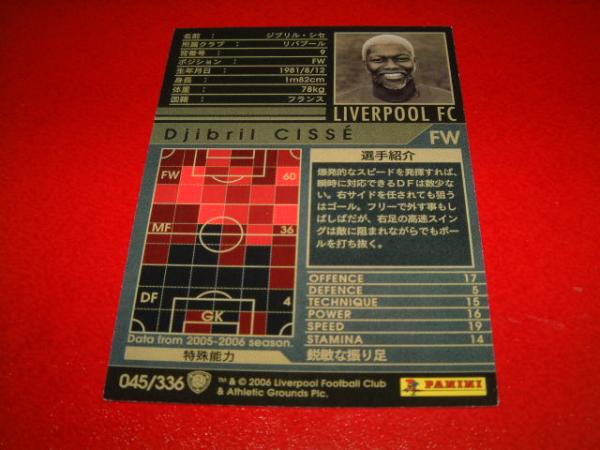 名前 : ジブリル・シセ
所属クラブ : リバプール
背番号 : 9
ポジション : FW
生年月日 : 1981/8/12
身長 : 1m82cm
体重 : 78kg
国籍 : フランス
LIVERPOOL FC
Djibril CISSÉ
FW
FW 60
MF 36
DF 4
GK
Data from 2005-2006 season.
選手紹介
爆発的なスピードを発揮すれば、
瞬時に対応できるDFは数少な
い。右サイドを任されても狙う
はゴール。フリーで外す事もし
ばしばだが、右足の高速スイン
グは敵に阻まれながらでもボー
ルを打ち抜く。
OFFENCE 17
DEFENCE 5
TECHNIQUE 15
POWER 16
SPEED 19
STAMINA 14
特殊能力
鋭敏な振り足
045/336
™ & © 2006 Liverpool Football Club
& Athletic Grounds Plc.
PANINI